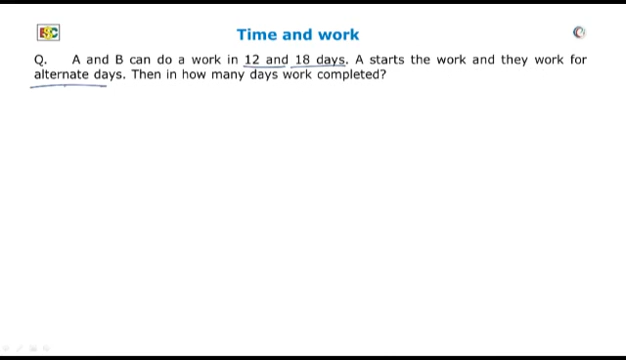 ESC
Time and work
Q. A and B can do a work in 12 and 18 days. A starts the work and they work for
alternate days. Then in how many days work completed?